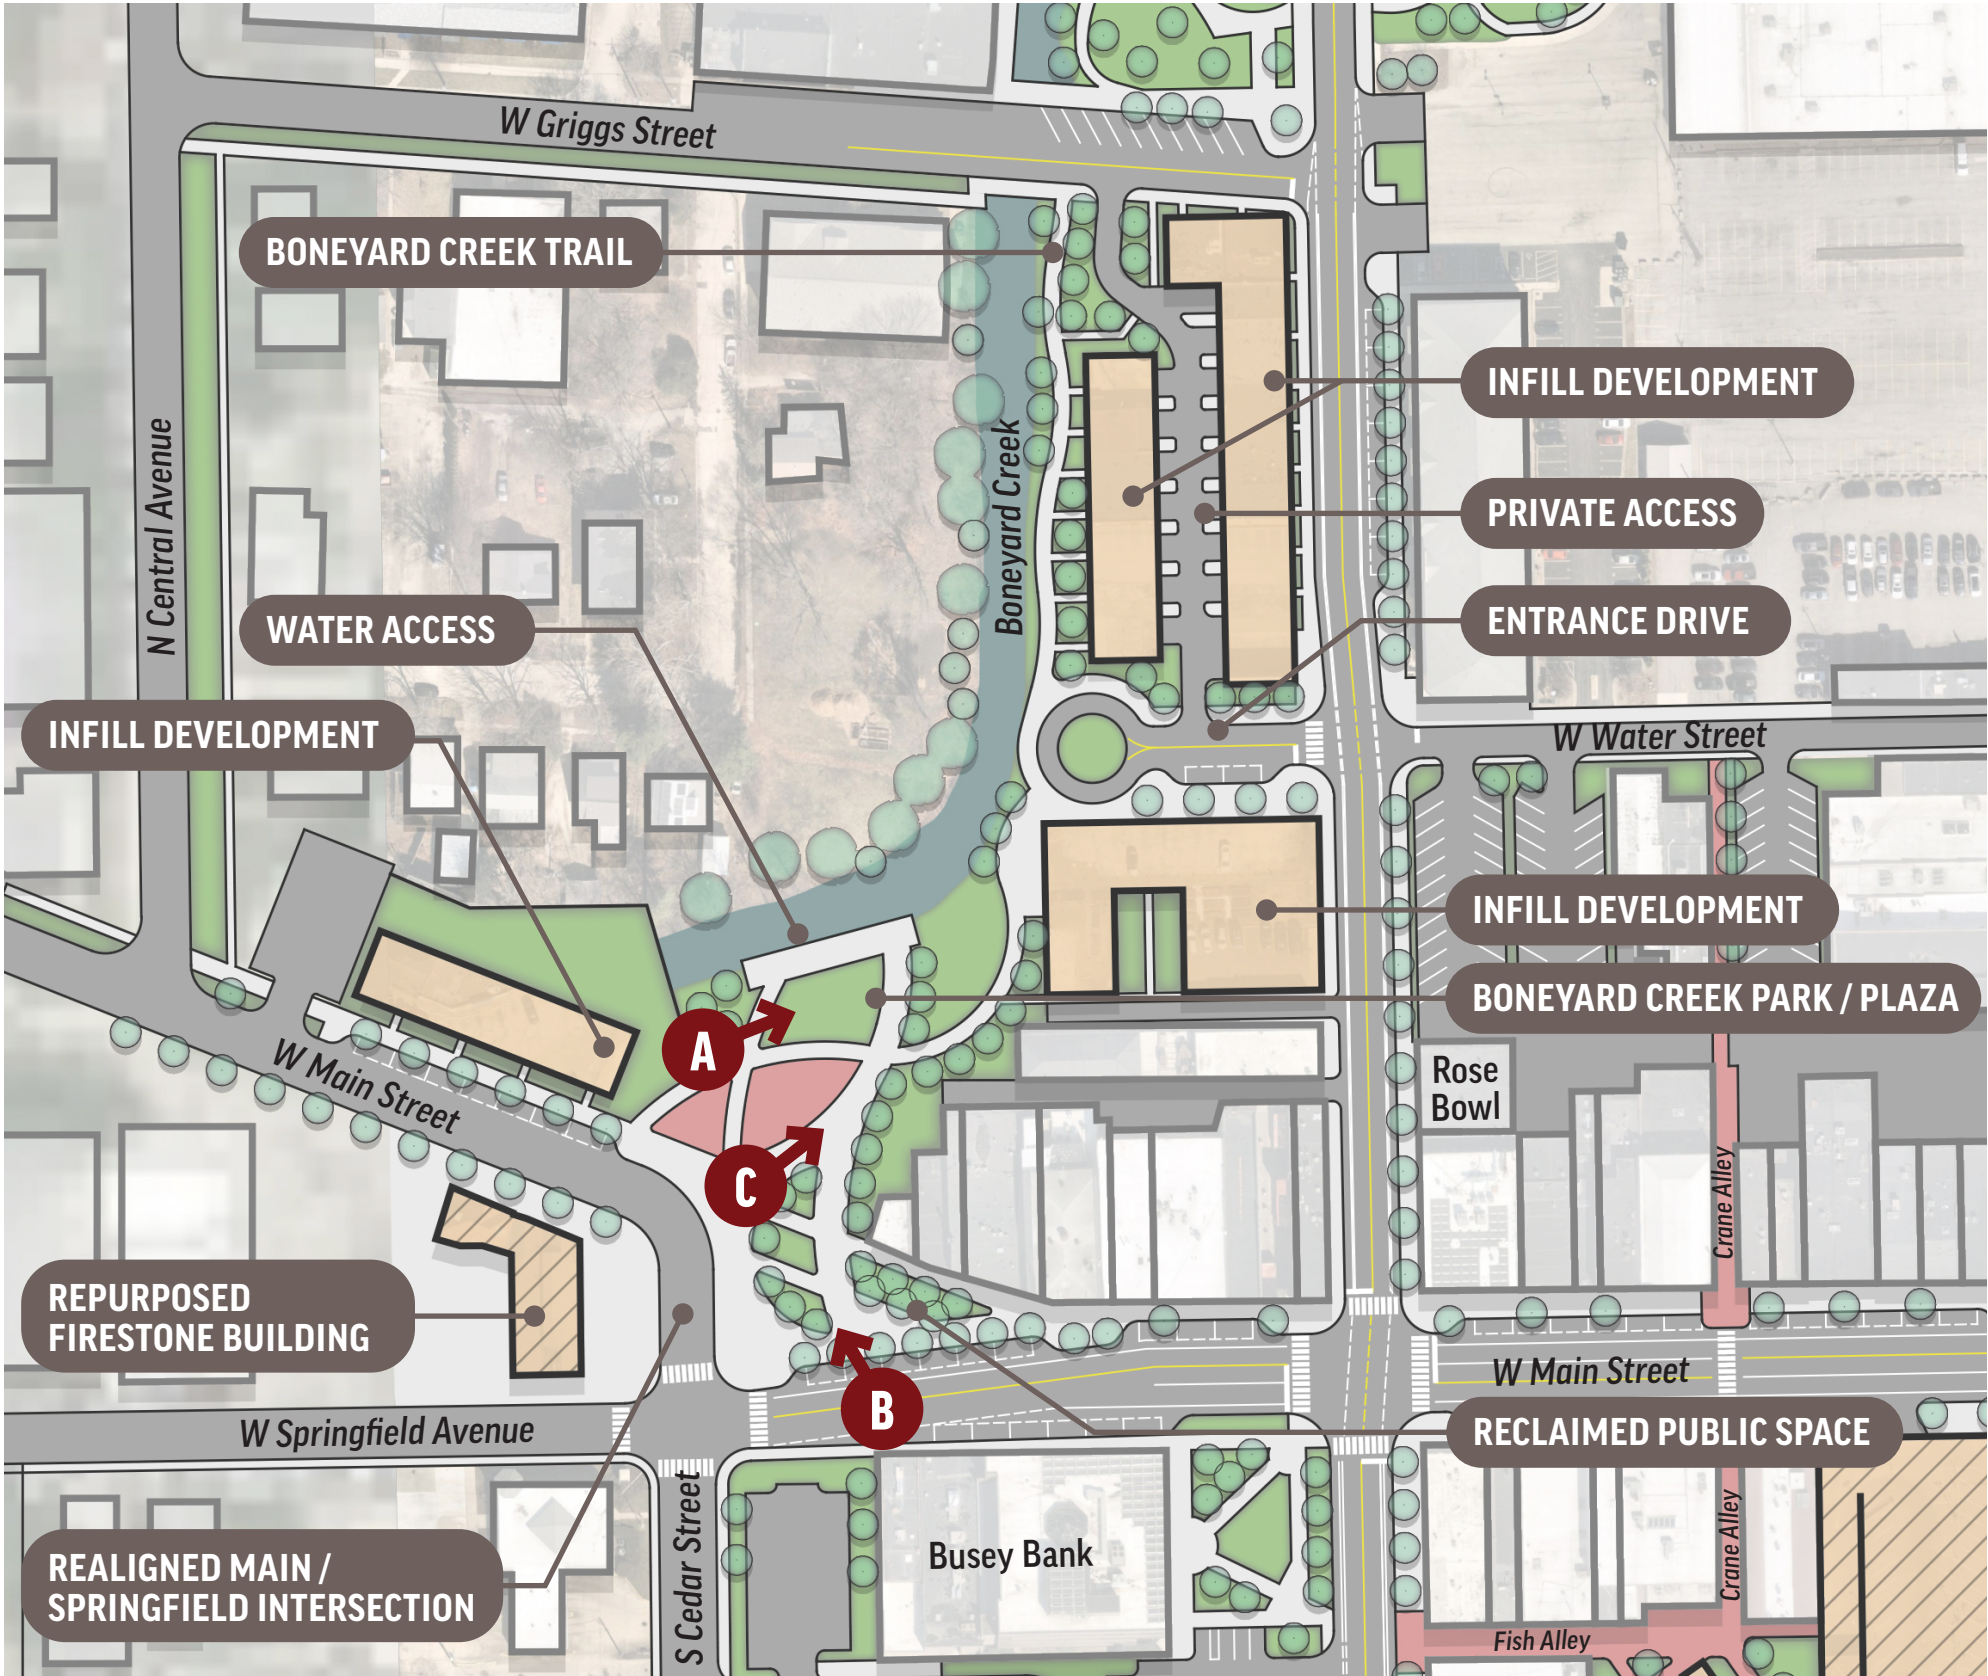 W Griggs Street
BONEYARD CREEK TRAIL
INFILL DEVELOPMENT
N Central Avenue
Boneyard Creek
PRIVATE ACCESS
WATER ACCESS
ENTRANCE DRIVE
INFILL DEVELOPMENT
W Water Street
INFILL DEVELOPMENT
BONEYARD CREEK PARK / PLAZA
A
W Main Street
Rose
Bowl
C
Crane Alley
REPURPOSED
FIRESTONE BUILDING
W Main Street
B
W Springfield Avenue
RECLAIMED PUBLIC SPACE
S Cedar Street
Busey Bank
Crane Alley
REALIGNED MAIN /
SPRINGFIELD INTERSECTION
Fish Alley